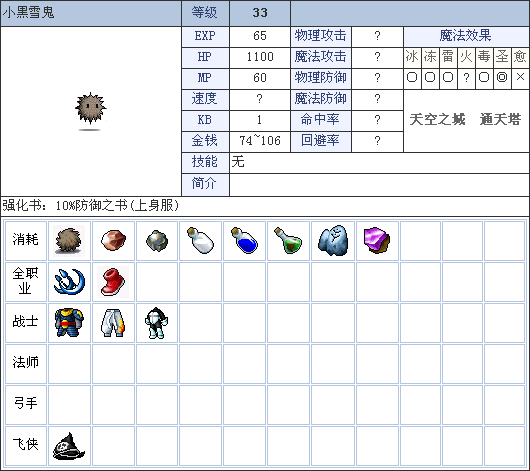 小黑雪鬼 等级 33
EXP 65 物理攻击 ? 魔法效果
HP 1100 魔法攻击 ? 冰 冻 雷 火 毒 圣 愈
MP 60 物理防御 ? ○ ○ ○ ? ○ ◎ ×
速度 ? 魔法防御 ?
KB 1 命中率 ? 天空之城 通天塔
金钱 74~106 回避率 ?
技能 无
简介
强化书: 10%防御之书(上身服)
消耗
全职
业
战士
法师
弓手
飞侠